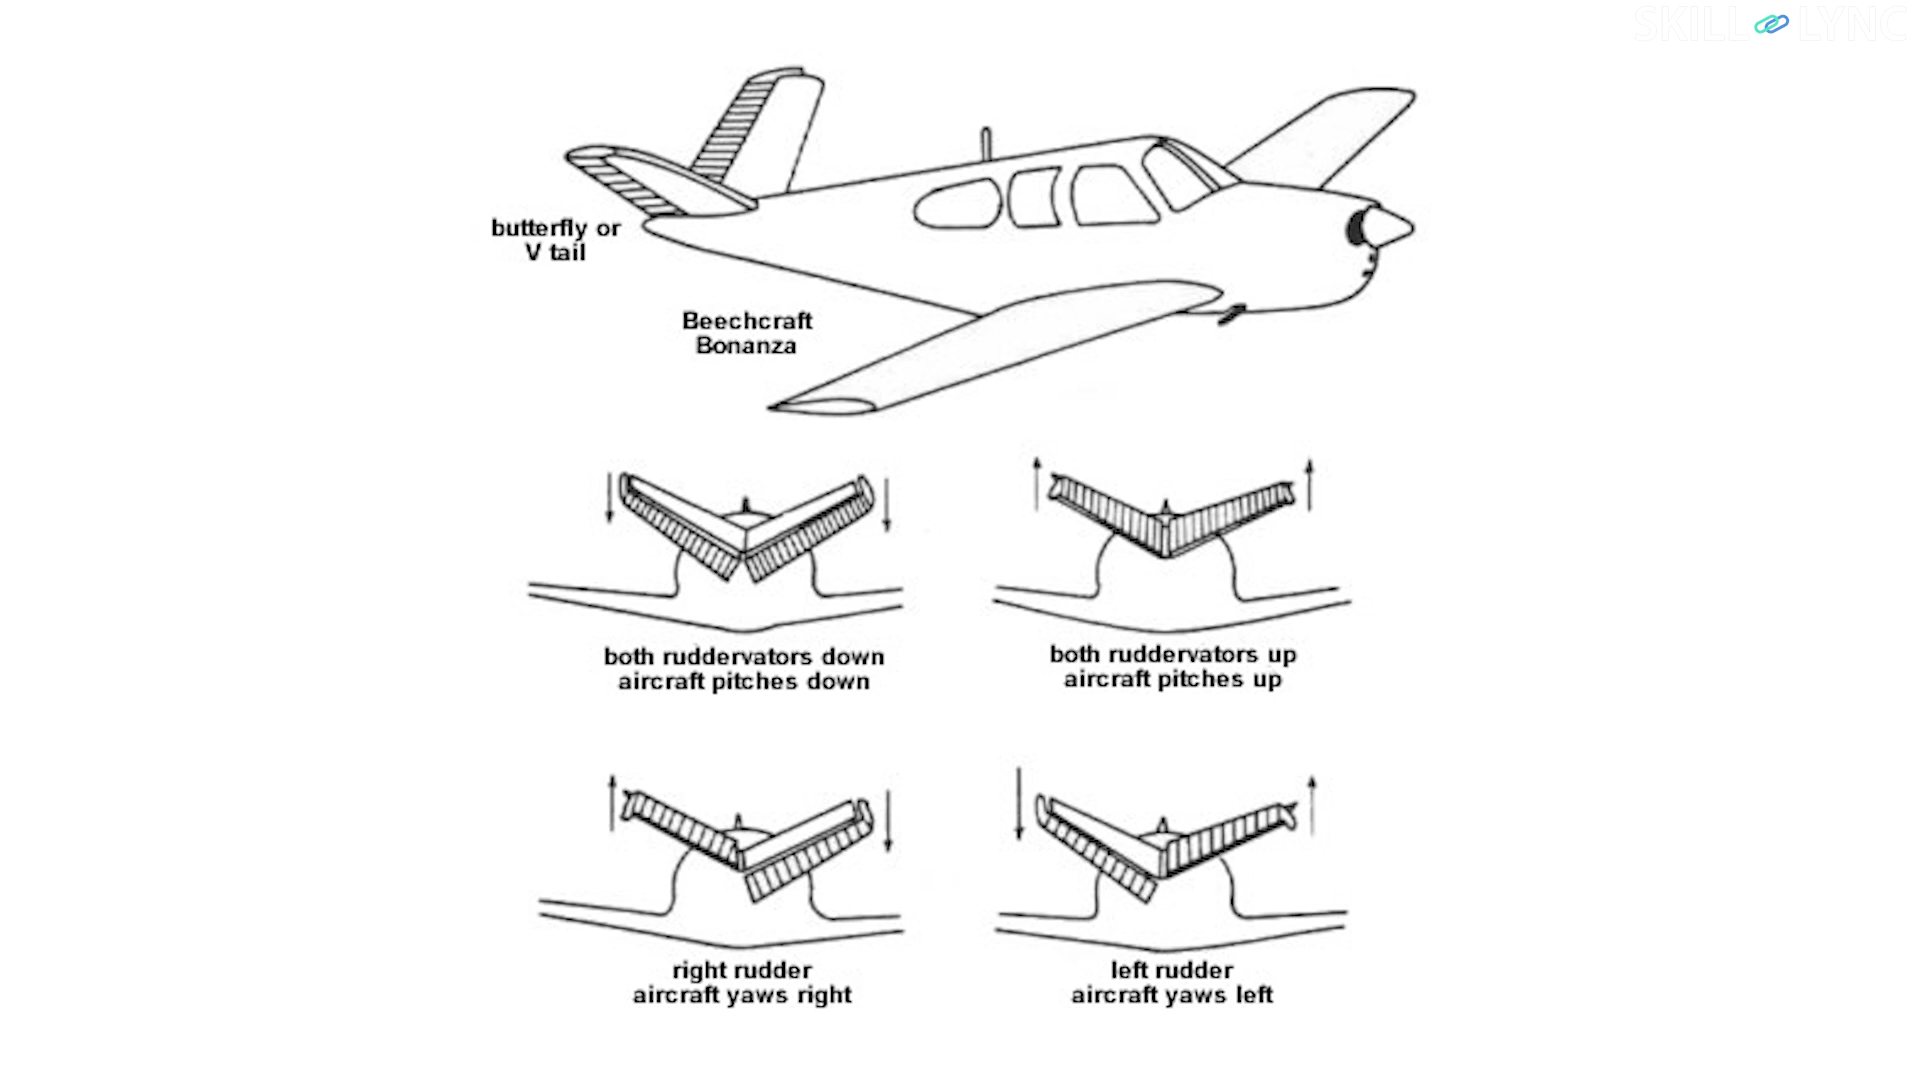 SKILL LYNC
butterfly or
V tail
Beechcraft
Bonanza
both ruddervators down
aircraft pitches down
both ruddervators up
aircraft pitches up
right rudder
aircraft yaws right
left rudder
aircraft yaws left